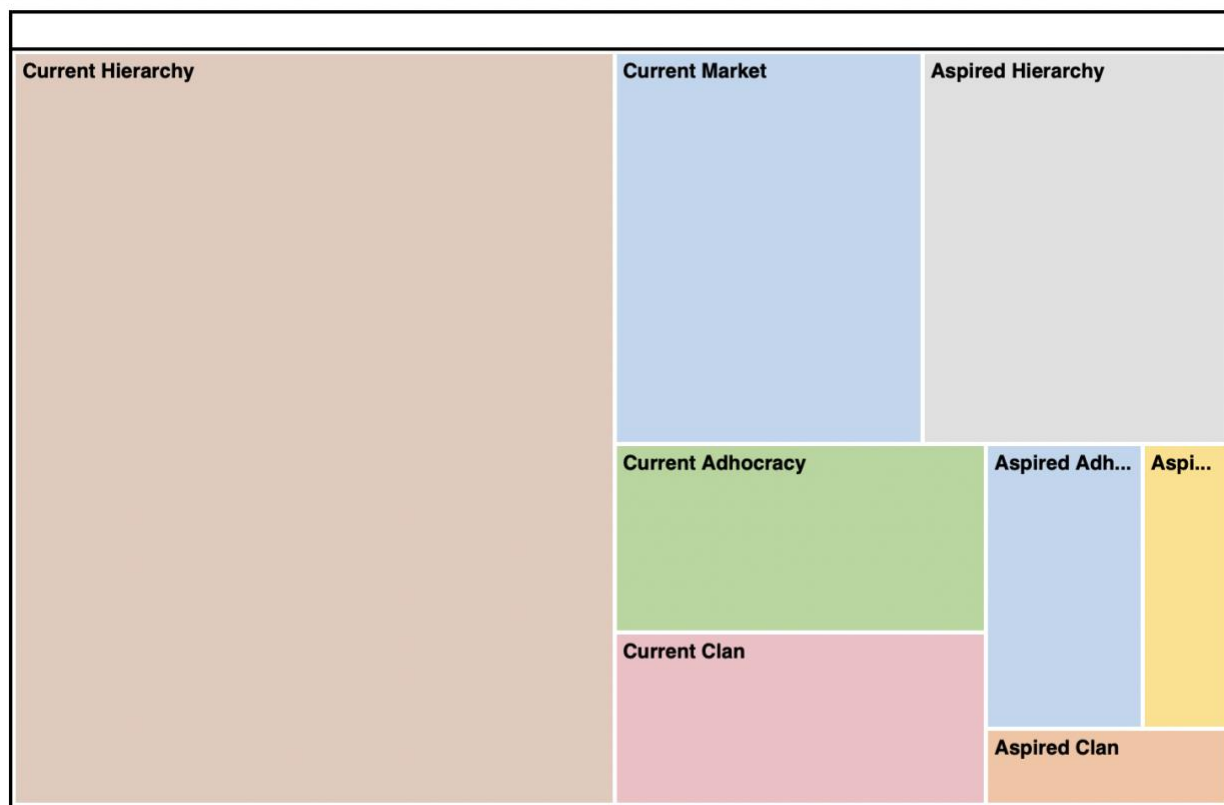 Current Hierarchy
Current Market
Aspired Hierarchy
Current Adhocracy
Aspired Adh...
Aspi...
Current Clan
Aspired Clan